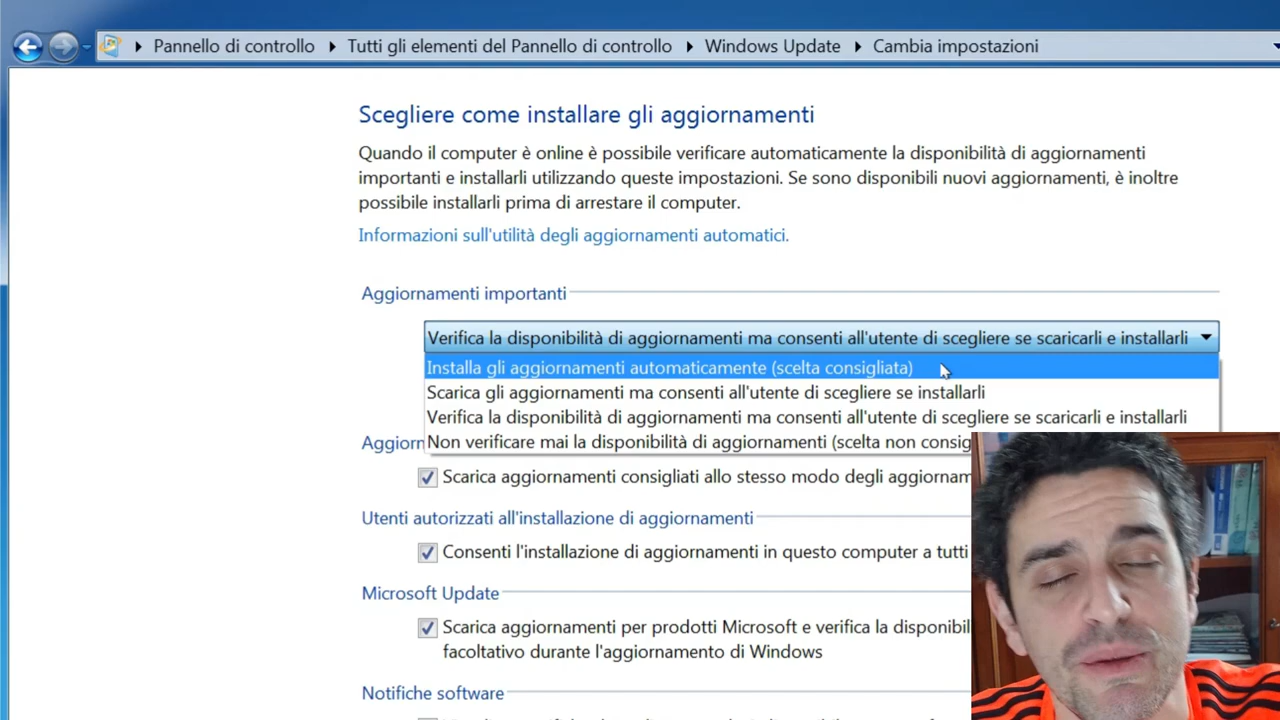 Pannello di controllo Tutti gli elementi del Pannello di controllo Windows Update Cambia impostazioni
Scegliere come installare gli aggiornamenti
Quando il computer è online è possibile verificare automaticamente la disponibilità di aggiornamenti
importanti e installarli utilizzando queste impostazioni. Se sono disponibili nuovi aggiornamenti, è inoltre
possibile installarli prima di arrestare il computer.
Informazioni sull'utilità degli aggiornamenti automatici.
Aggiornamenti importanti
Verifica la disponibilità di aggiornamenti ma consenti all'utente di scegliere se scaricarli e installarli
Installa gli aggiornamenti automaticamente (scelta consigliata)
Scarica gli aggiornamenti ma consenti all'utente di scegliere se installarli
Verifica la disponibilità di aggiornamenti ma consenti all'utente di scegliere se scaricarli e installarli
Aggiorn Non verificare mai la disponibilità di aggiornamenti (scelta non consig
Scarica aggiornamenti consigliati allo stesso modo degli aggiornam
Utenti autorizzati all'installazione di aggiornamenti
Consenti l'installazione di aggiornamenti in questo computer a tutti
Microsoft Update
Scarica aggiornamenti per prodotti Microsoft e verifica la disponibil
facoltativo durante l'aggiornamento di Windows
Notifiche software